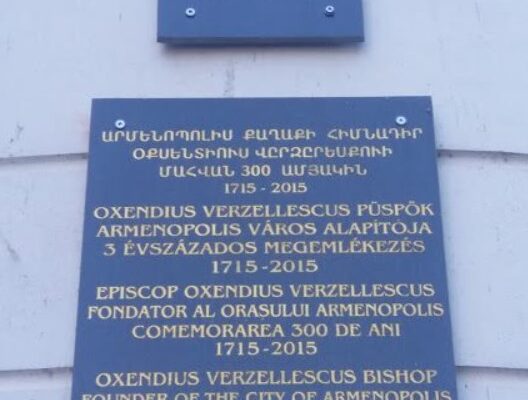 ԱՐՄԵՆՈՊՈԼԻՍ ՔԱՂԱՔԻ ՀԻՄՆԱԴԻՐ
ՕՔՍԵՆՏԻՈՒՍ ՎԵՐԶԵՐԵՍՔՈՒԻ
ՄԱՀՎԱՆ 300 ԱՄՅԱԿԻՆ
1715 - 2015
OXENDIUS VERZELLESCUS PÜSPÖK
ARMENOPOLIS VÁROS ALAPÍTÓJA
3 ÉVSZÁZADOS MEGEMLÉKEZÉS
1715-2015
EPISCOP OXENDIUS VERZELLESCUS
FONDATOR AL ORAŞULUI ARMENOPOLIS
COMEMORAREA 300 DE ANI
1715-2015
OXENDIUS VERZELLESCUS BISHOP
FOUNDER OF THE CITY OF ARMENOPOLIS